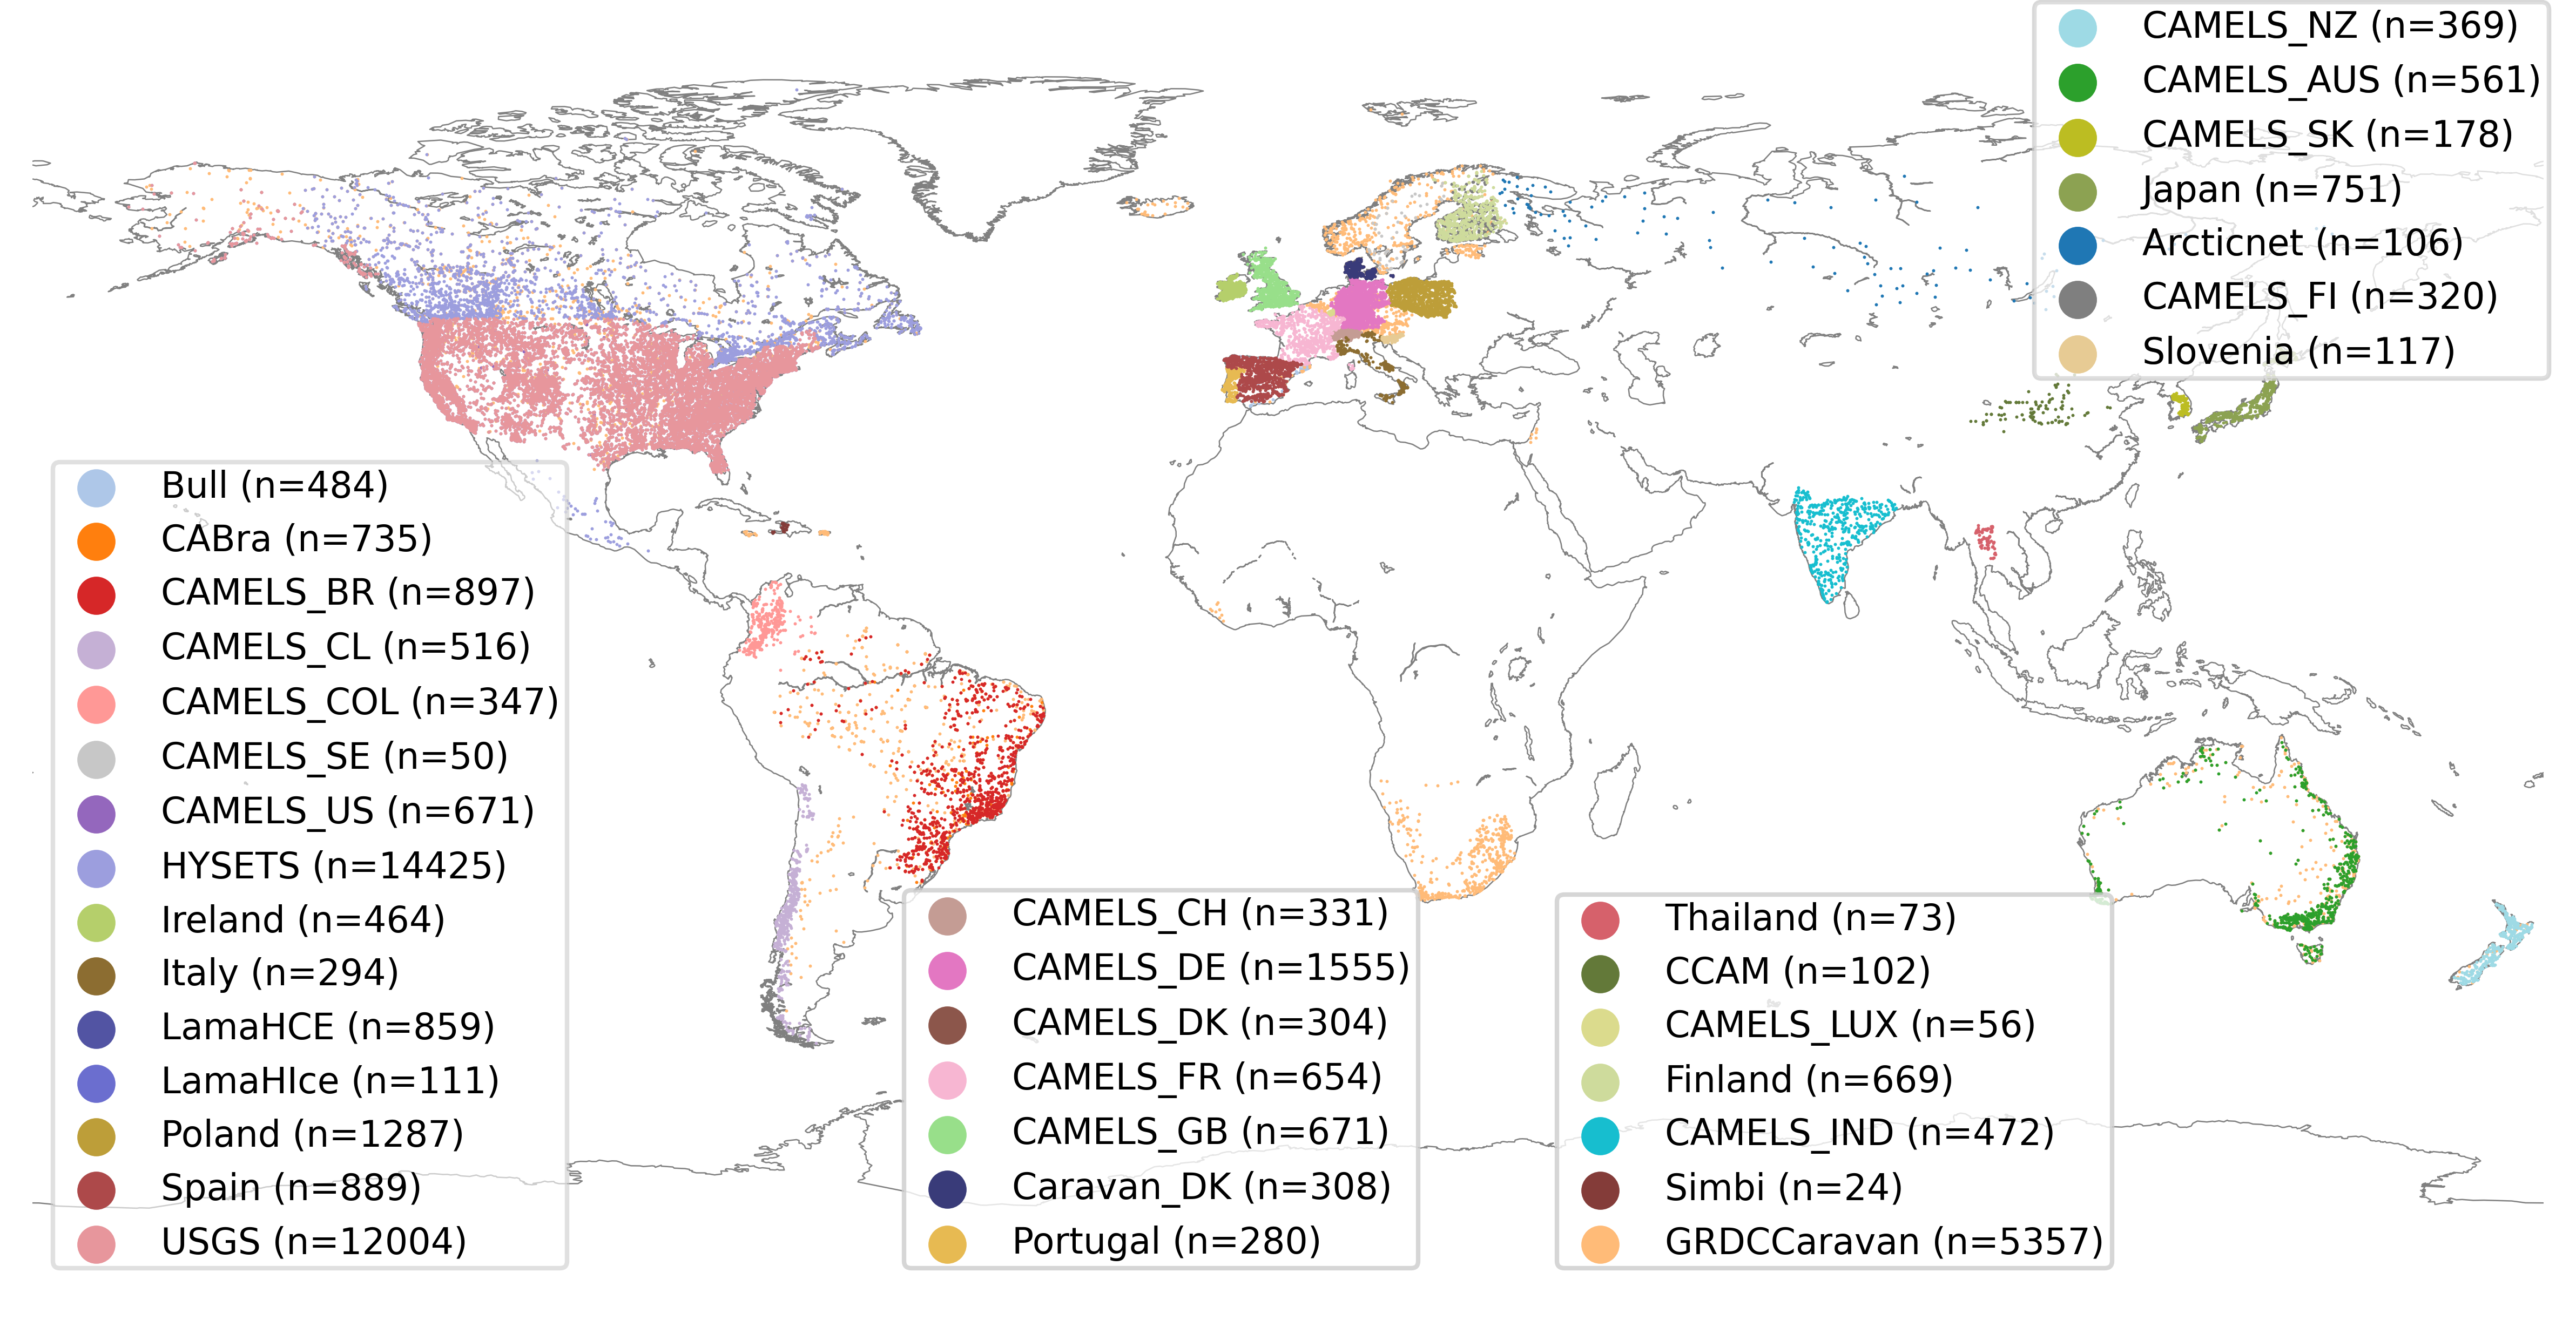 CAMELS_NZ (n=369)
CAMELS_AUS (n=561)
CAMELS_SK (n=178)
Japan (n=751)
Arcticnet (n=106)
CAMELS_FI (n=320)
Slovenia (n=117)
Bull (n=484)
CABra (n=735)
CAMELS_BR (n=897)
CAMELS_CL (n=516)
CAMELS_COL (n=347)
CAMELS_SE (n=50)
CAMELS_US (n=671)
HYSETS (n=14425)
Ireland (n=464)
Italy (n=294)
LamaHCE (n=859)
LamaHIce (n=111)
Poland (n=1287)
Spain (n=889)
USGS (n=12004)
CAMELS_CH (n=331)
CAMELS_DE (n=1555)
CAMELS_DK (n=304)
CAMELS_FR (n=654)
CAMELS_GB (n=671)
Caravan_DK (n=308)
Portugal (n=280)
Thailand (n=73)
CCAM (n=102)
CAMELS_LUX (n=56)
Finland (n=669)
CAMELS_IND (n=472)
Simbi (n=24)
GRDCCaravan (n=5357)